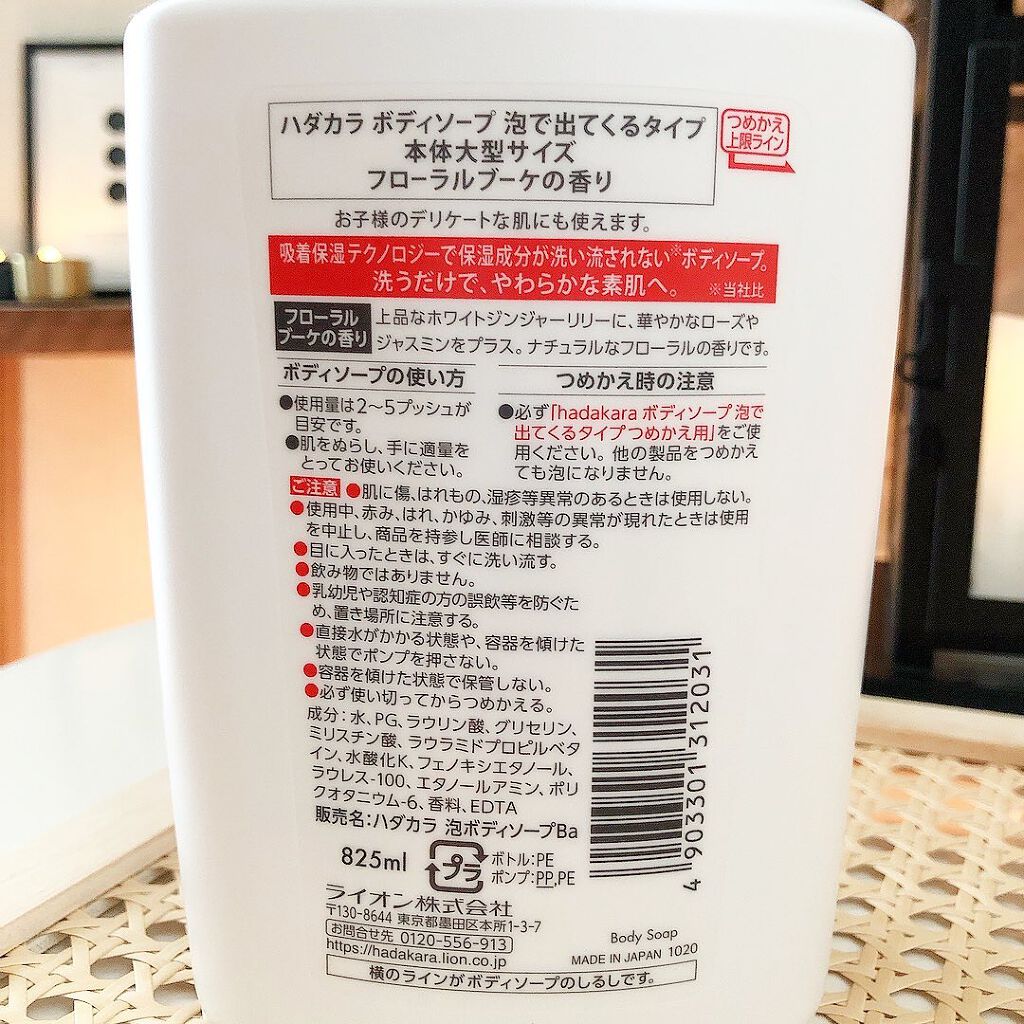 ハダカラ ボディソープ 泡で出てくるタイプ
本体大型サイズ
フローラルブーケの香り
つめかえ
上限ライン
お子様のデリケートな肌にも使えます。
吸着保湿テクノロジーで保湿成分が洗い流されない※ボディソープ。
洗うだけで、やわらかな素肌へ。 ※当社比
フローラル
ブーケの香り
上品なホワイトジンジャーリリーに、華やかなローズや
ジャスミンをプラス。ナチュラルなフローラルの香りです。
ボディソープの使い方
●使用量は2〜5プッシュが
目安です。
●肌をぬらし、手に適量を
とってお使いください。
つめかえ時の注意
●必ず「hadakara ボディソープ 泡で
出てくるタイプ つめかえ用」をご使
用ください。他の製品をつめかえ
ても泡になりません。
ご注意 ●肌に傷、はれもの、湿疹等異常のあるときは使用しない。
●使用中、赤み、はれ、かゆみ、刺激等の異常が現れたときは使用
を中止し、商品を持参し医師に相談する。
●目に入ったときは、すぐに洗い流す。
●飲み物ではありません。
●乳幼児や認知症の方の誤飲等を防ぐた
め、置き場所に注意する。
●直接水がかかる状態や、容器を傾けた
状態でポンプを押さない。
●容器を傾けた状態で保管しない。
●必ず使い切ってからつめかえる。
成分：水、PG、ラウリン酸、グリセリン、
ミリスチン酸、ラウラミドプロピルベタ
イン、水酸化K、フェノキシエタノール、
ラウレス-100、エタノールアミン、ポリ
クオタニウム-6、香料、EDTA
販売名：ハダカラ 泡ボディソープBa
825ml
プラ
ボトル：PE
ポンプ：PP,PE
4903301312031
ライオン株式会社
〒130-8644 東京都墨田区本所1-3-7
お問合せ先 0120-556-913
https://hadakara.lion.co.jp
Body Soap
MADE IN JAPAN 1020
横のラインがボディソープのしるしです。